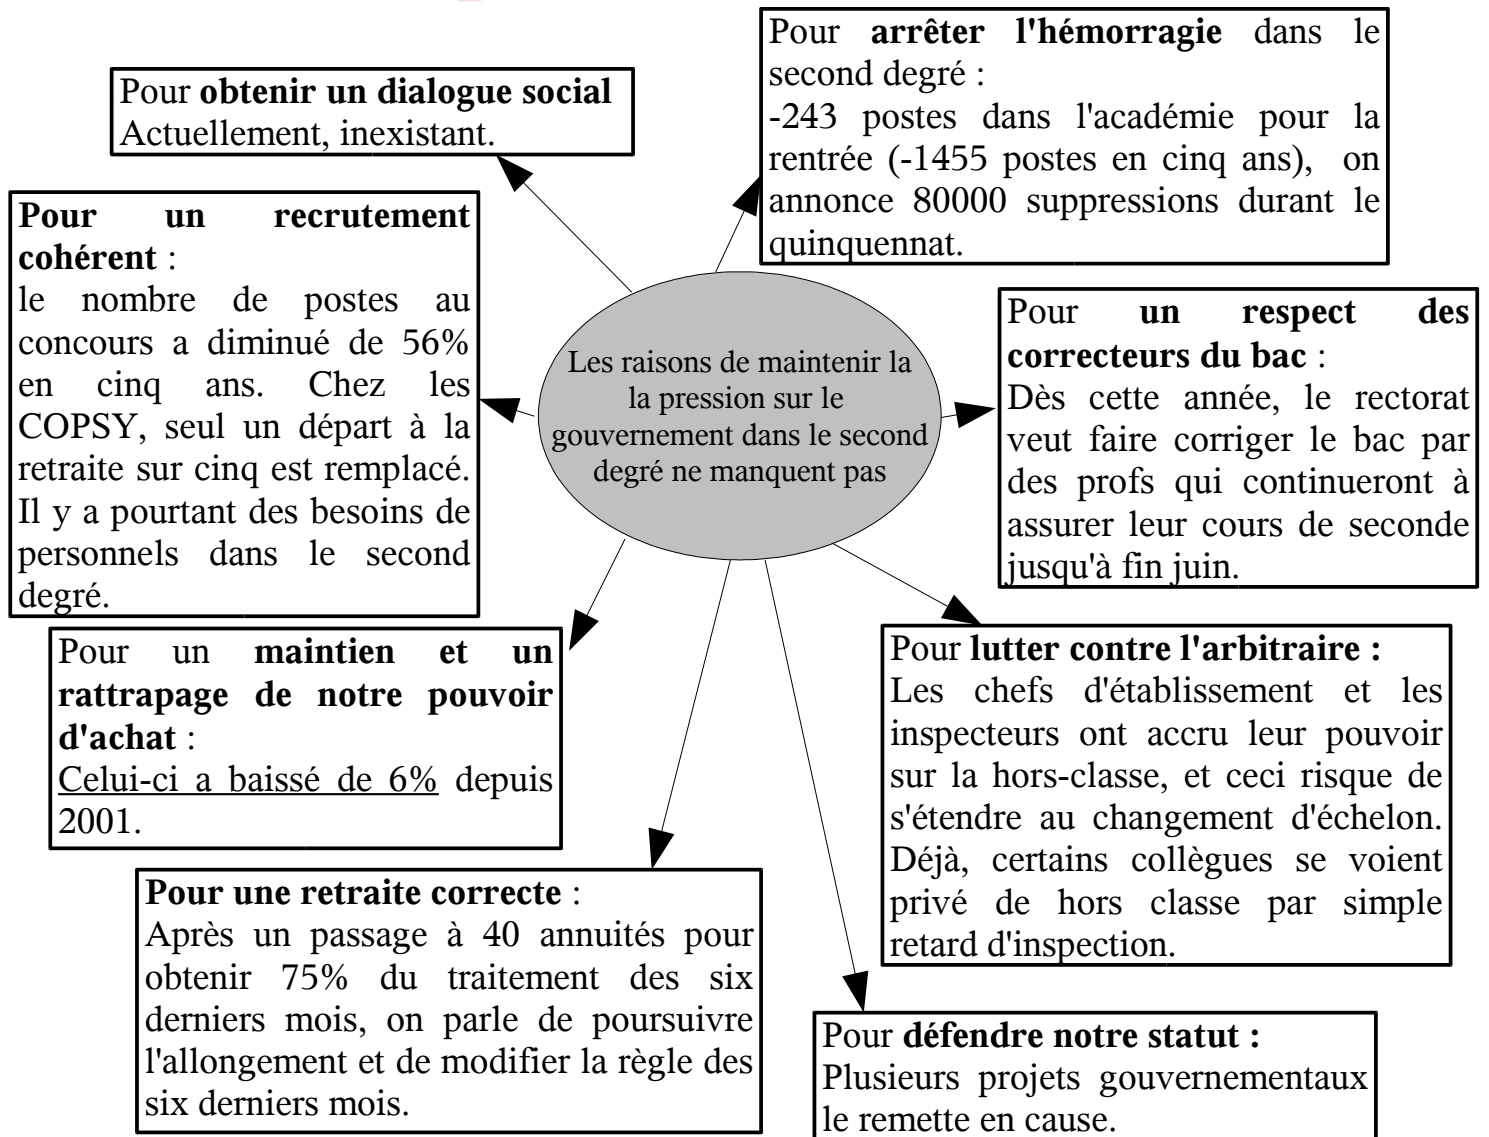 Pour obtenir un dialogue social
Actuellement, inexistant.
Pour arrêter l'hémorragie dans le
second degré :
-243 postes dans l'académie pour la
rentrée (-1455 postes en cinq ans), on
annonce 80000 suppressions durant le
quinquennat.
Pour un recrutement
cohérent :
le nombre de postes au
concours a diminué de 56%
en cinq ans. Chez les
COPSY, seul un départ à la
retraite sur cinq est remplacé.
Il y a pourtant des besoins de
personnels dans le second
degré.
Les raisons de maintenir la
la pression sur le
gouvernement dans le second
degré ne manquent pas
Pour un respect des
correcteurs du bac :
Dès cette année, le rectorat
veut faire corriger le bac par
des profs qui continueront à
assurer leur cours de seconde
jusqu'à fin juin.
Pour un maintien et un
rattrapage de notre pouvoir
d'achat :
Celui-ci a baissé de 6% depuis
2001.
Pour lutter contre l'arbitraire :
Les chefs d'établissement et les
inspecteurs ont accru leur pouvoir
sur la hors-classe, et ceci risque de
s'étendre au changement d'échelon.
Déjà, certains collègues se voient
privé de hors classe par simple
retard d'inspection.
Pour une retraite correcte :
Après un passage à 40 annuités pour
obtenir 75% du traitement des six
derniers mois, on parle de poursuivre
l'allongement et de modifier la règle des
six derniers mois.
Pour défendre notre statut :
Plusieurs projets gouvernementaux
le remette en cause.